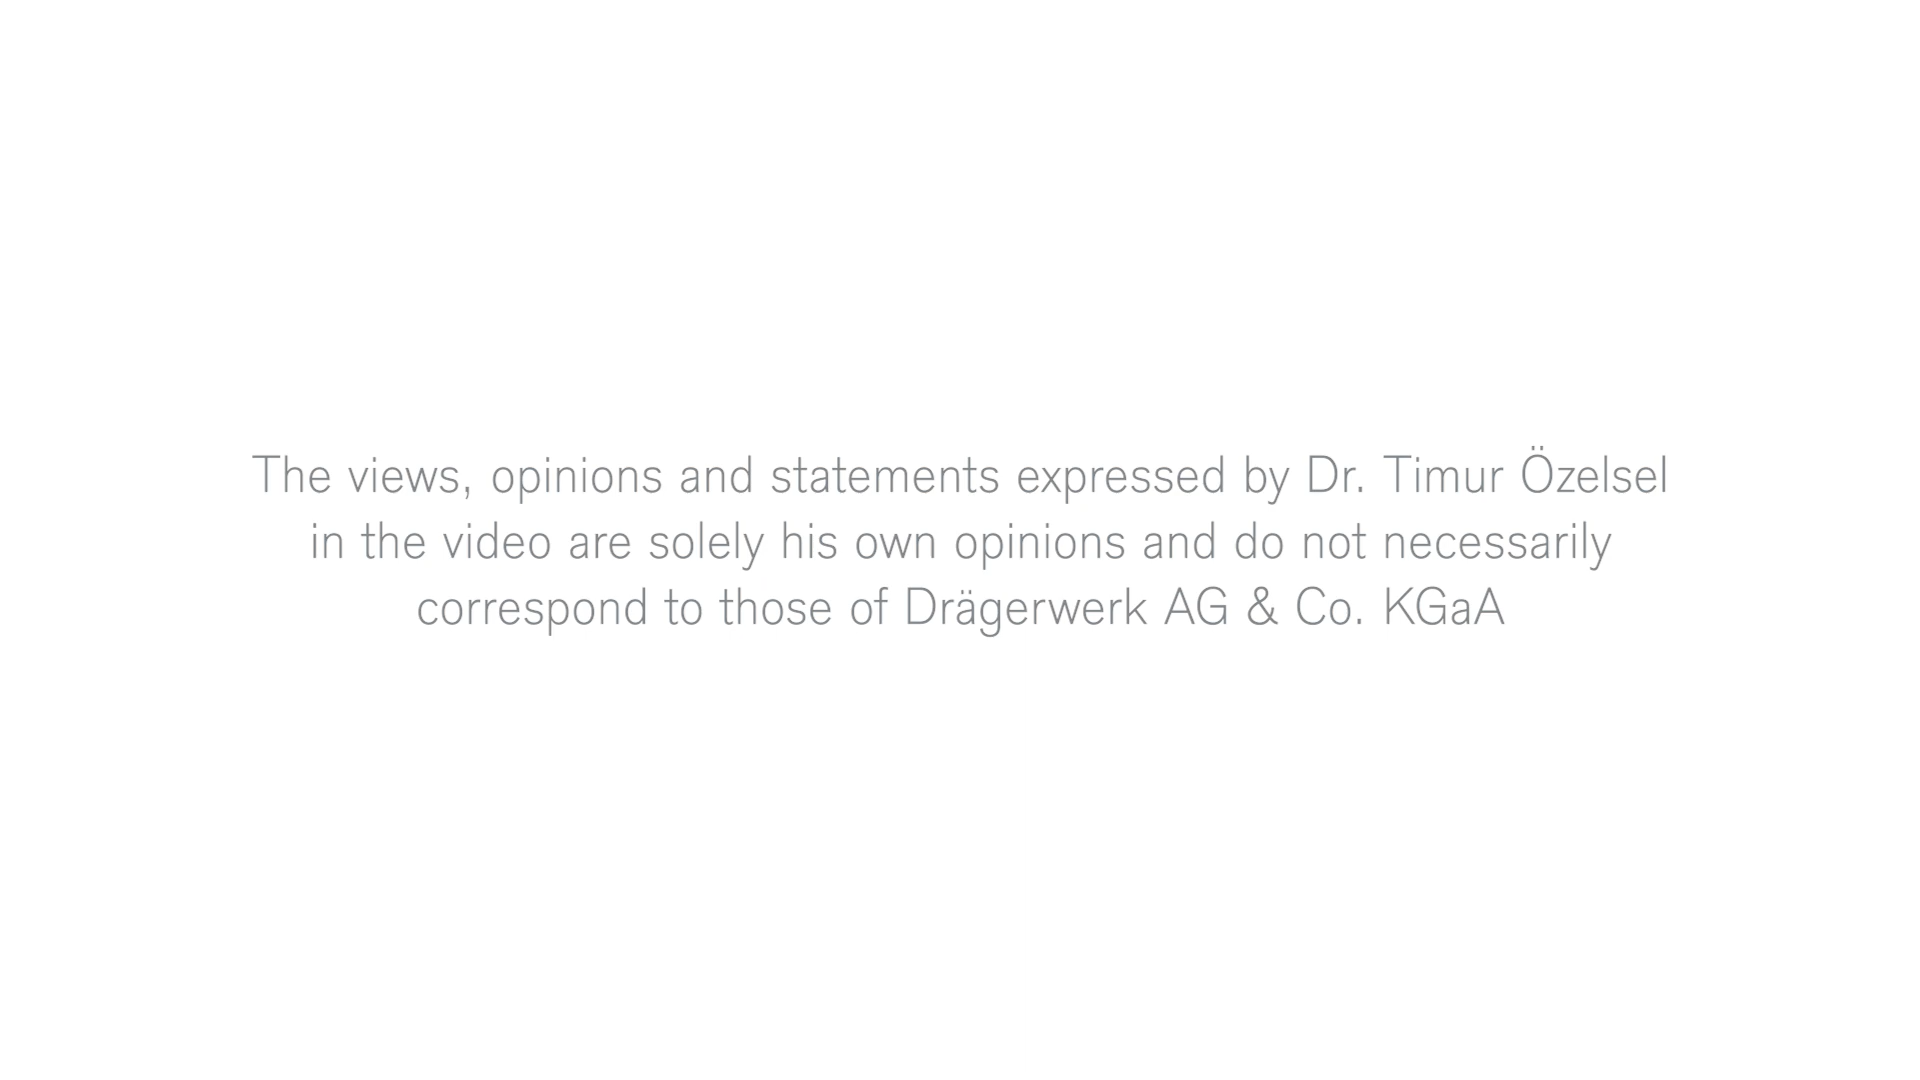 The views, opinions and statements expressed by Dr. Timur Özelsel
in the video are solely his own opinions and do not necessarily
correspond to those of Drägerwerk AG & Co. KGaA